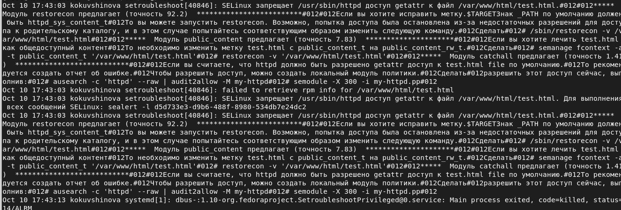 Oct 10 17:43:03 kokuvshinova setroubleshoot[40846]: SELinux запрещает /usr/sbin/httpd доступ getattr к файл /var/www/html/test.html.#012#012*****
Модуль restorecon предлагает (точность 92.2) ************************#012#012Если вы хотите исправить метку.$TARGETЗнак _PATH по умолчанию должен
быть httpd_sys_content_t#012То вы можете запустить restorecon. Возможно, попытка доступа была остановлена из-за недостаточных разрешений для досту
па к родительскому каталогу, и в этом случае попытайтесь соответствующим образом изменить следующую команду.#012Сделать#012# /sbin/restorecon -v /v
ar/www/html/test.html#012#012***** Модуль public_content предлагает (точность 7.83) ******************#012#012Если вы хотите лечить test.html
как общедоступный контент#012То необходимо изменить метку test.html с public_content_t на public_content_rw_t.#012Сделать#012# semanage fcontext -a
-t public_content_t '/var/www/html/test.html'#012# restorecon -v '/var/www/html/test.html'#012#012***** Модуль catchall предлагает (точность 1.41
) **************************#012#012Если вы считаете, что httpd должно быть разрешено getattr доступ к test.html file по умолчанию.#012То рекомен
дуется создать отчет об ошибке.#012Чтобы разрешить доступ, можно создать локальный модуль политики.#012Сделать#012разрешить этот доступ сейчас, вып
олнив:#012# ausearch -c 'httpd' --raw | audit2allow -M my-httpd#012# semodule -X 300 -i my-httpd.pp#012
Oct 10 17:43:03 kokuvshinova setroubleshoot[40846]: failed to retrieve rpm info for /var/www/html/test.html
Oct 10 17:43:03 kokuvshinova setroubleshoot[40846]: SELinux запрещает /usr/sbin/httpd доступ getattr к файл /var/www/html/test.html. Для выполнения
всех сообщений SELinux: sealert -l d5d733e3-d9b6-488f-8980-534db7e24dc2
Oct 10 17:43:03 kokuvshinova setroubleshoot[40846]: SELinux запрещает /usr/sbin/httpd доступ getattr к файл /var/www/html/test.html.#012#012*****
Модуль restorecon предлагает (точность 92.2) ************************#012#012Если вы хотите исправить метку.$TARGETЗнак _PATH по умолчанию должен
быть httpd_sys_content_t#012То вы можете запустить restorecon. Возможно, попытка доступа была остановлена из-за недостаточных разрешений для досту
па к родительскому каталогу, и в этом случае попытайтесь соответствующим образом изменить следующую команду.#012Сделать#012# /sbin/restorecon -v /v
ar/www/html/test.html#012#012***** Модуль public_content предлагает (точность 7.83) ******************#012#012Если вы хотите лечить test.html
как общедоступный контент#012То необходимо изменить метку test.html с public_content_t на public_content_rw_t.#012Сделать#012# semanage fcontext -a
-t public_content_t '/var/www/html/test.html'#012# restorecon -v '/var/www/html/test.html'#012#012***** Модуль catchall предлагает (точность 1.41
) **************************#012#012Если вы считаете, что httpd должно быть разрешено getattr доступ к test.html file по умолчанию.#012То рекомен
дуется создать отчет об ошибке.#012Чтобы разрешить доступ, можно создать локальный модуль политики.#012Сделать#012разрешить этот доступ сейчас, вып
олнив:#012# ausearch -c 'httpd' --raw | audit2allow -M my-httpd#012# semodule -X 300 -i my-httpd.pp#012
Oct 10 17:43:13 kokuvshinova systemd[1]: dbus-:1.10-org.fedoraproject.SetroubleshootPrivileged@0.service: Main process exited, code=killed, status=
14/ALRM